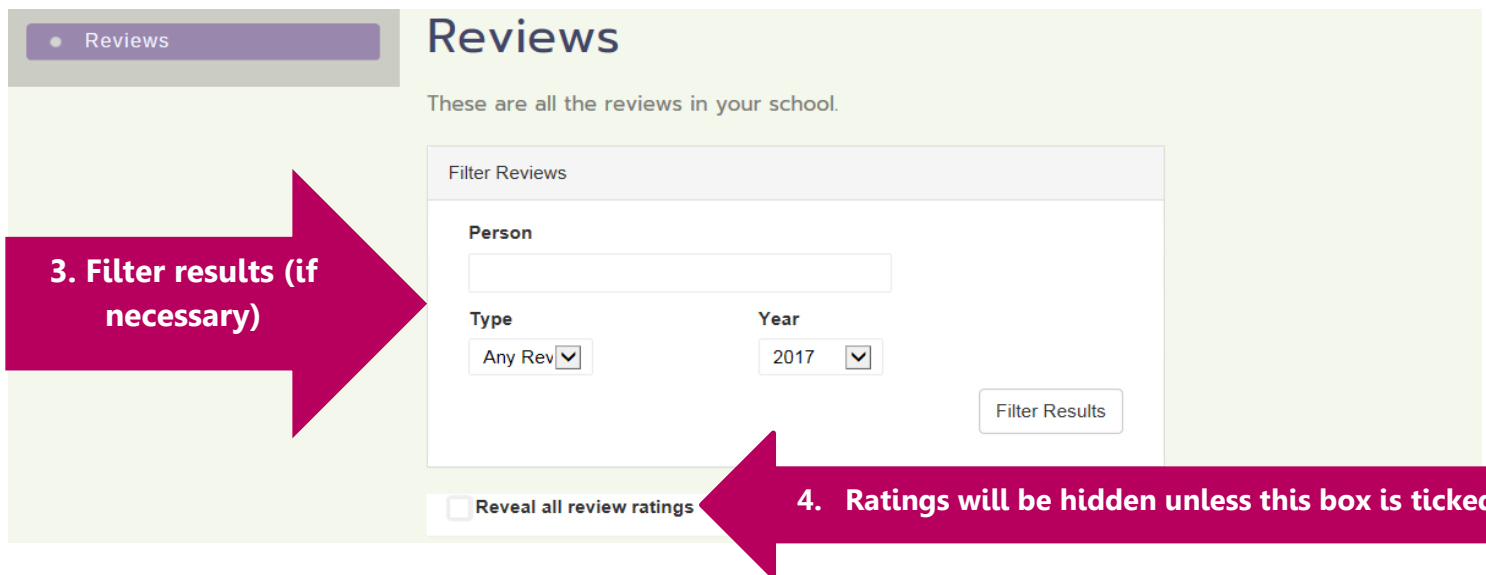 Reviews
Reviews
These are all the reviews in your school.
Filter Reviews
Person
3. Filter results (if
necessary)
Type
Year
Any Rev
2017
Filter Results
Reveal all review ratings
4. Ratings will be hidden unless this box is ticked